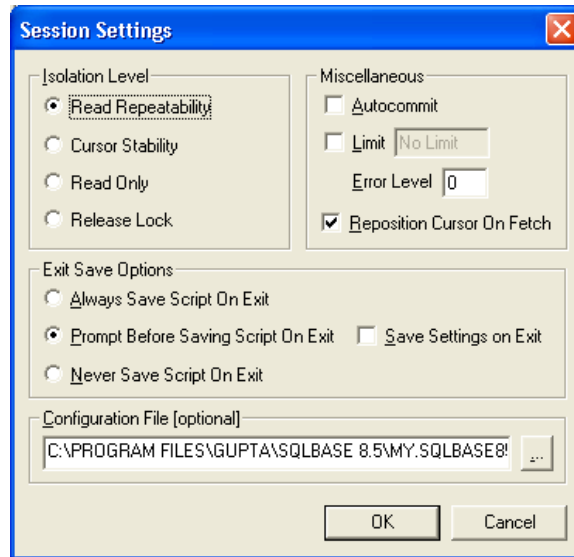 Session Settings
Isolation Level
Read Repeatability
Cursor Stability
Read Only
Release Lock
Miscellaneous
Autocommit
Limit No Limit
Error Level 0
Reposition Cursor On Fetch
Exit Save Options
Always Save Script On Exit
Prompt Before Saving Script On Exit
Save Settings on Exit
Never Save Script On Exit
Configuration File [optional]
C:\PROGRAM FILES\GUPTA\SQLBASE 8.5\MY.SQLBASE8
...
OK
Cancel